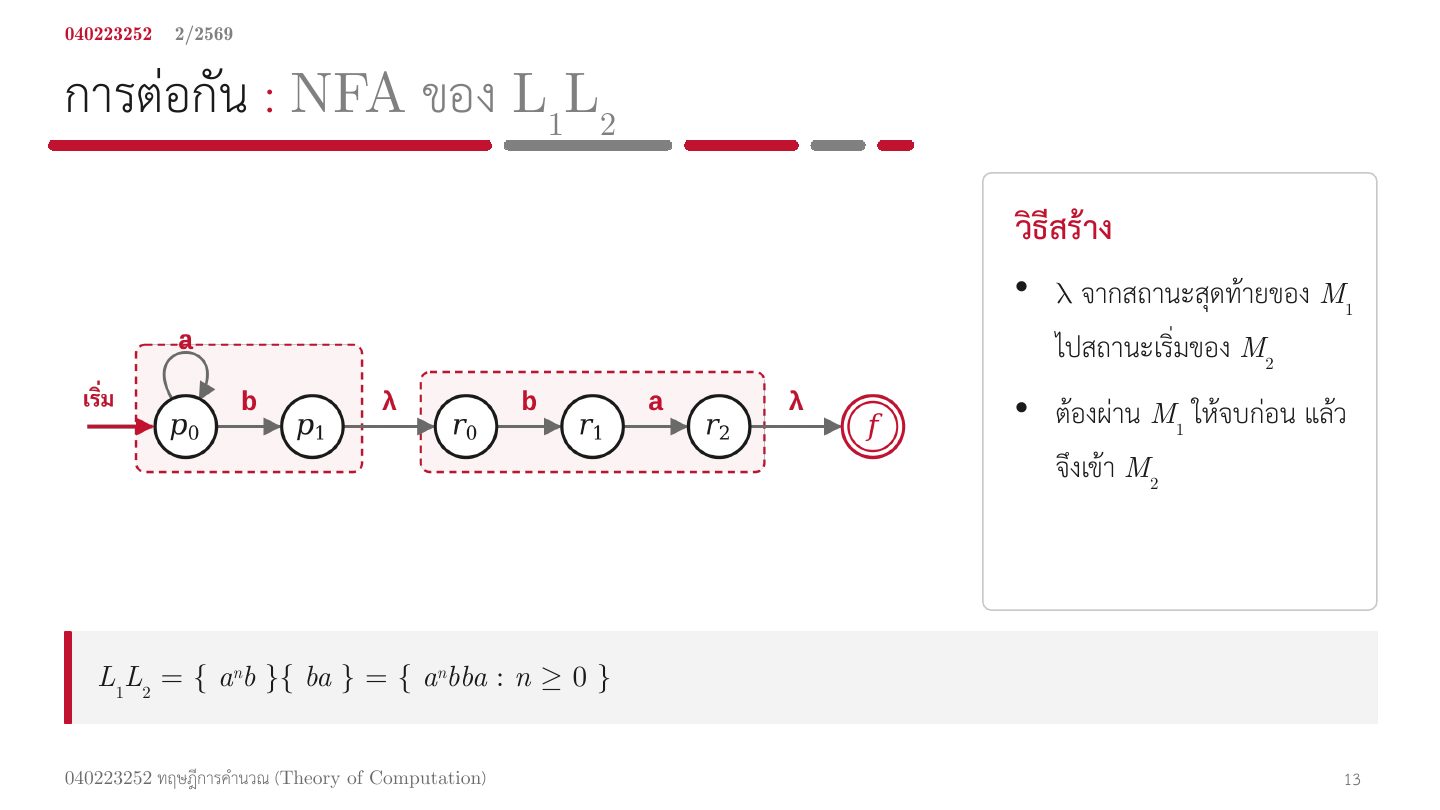 040223252 2/2569
การต่อกัน : NFA ของ L₁L₂
วิธีสร้าง
• λ จากสถานะสุดท้ายของ M₁
ไปสถานะเริ่มของ M₂
• ต้องผ่าน M₁ ให้จบก่อน แล้ว
จึงเข้า M₂
a
เริ่ม b λ b a λ
p₀ p₁ r₀ r₁ r₂ f
L₁L₂ = { aⁿb }{ ba } = { aⁿbba : n ≥ 0 }
040223252 ทฤษฎีการคำนวณ (Theory of Computation) 13